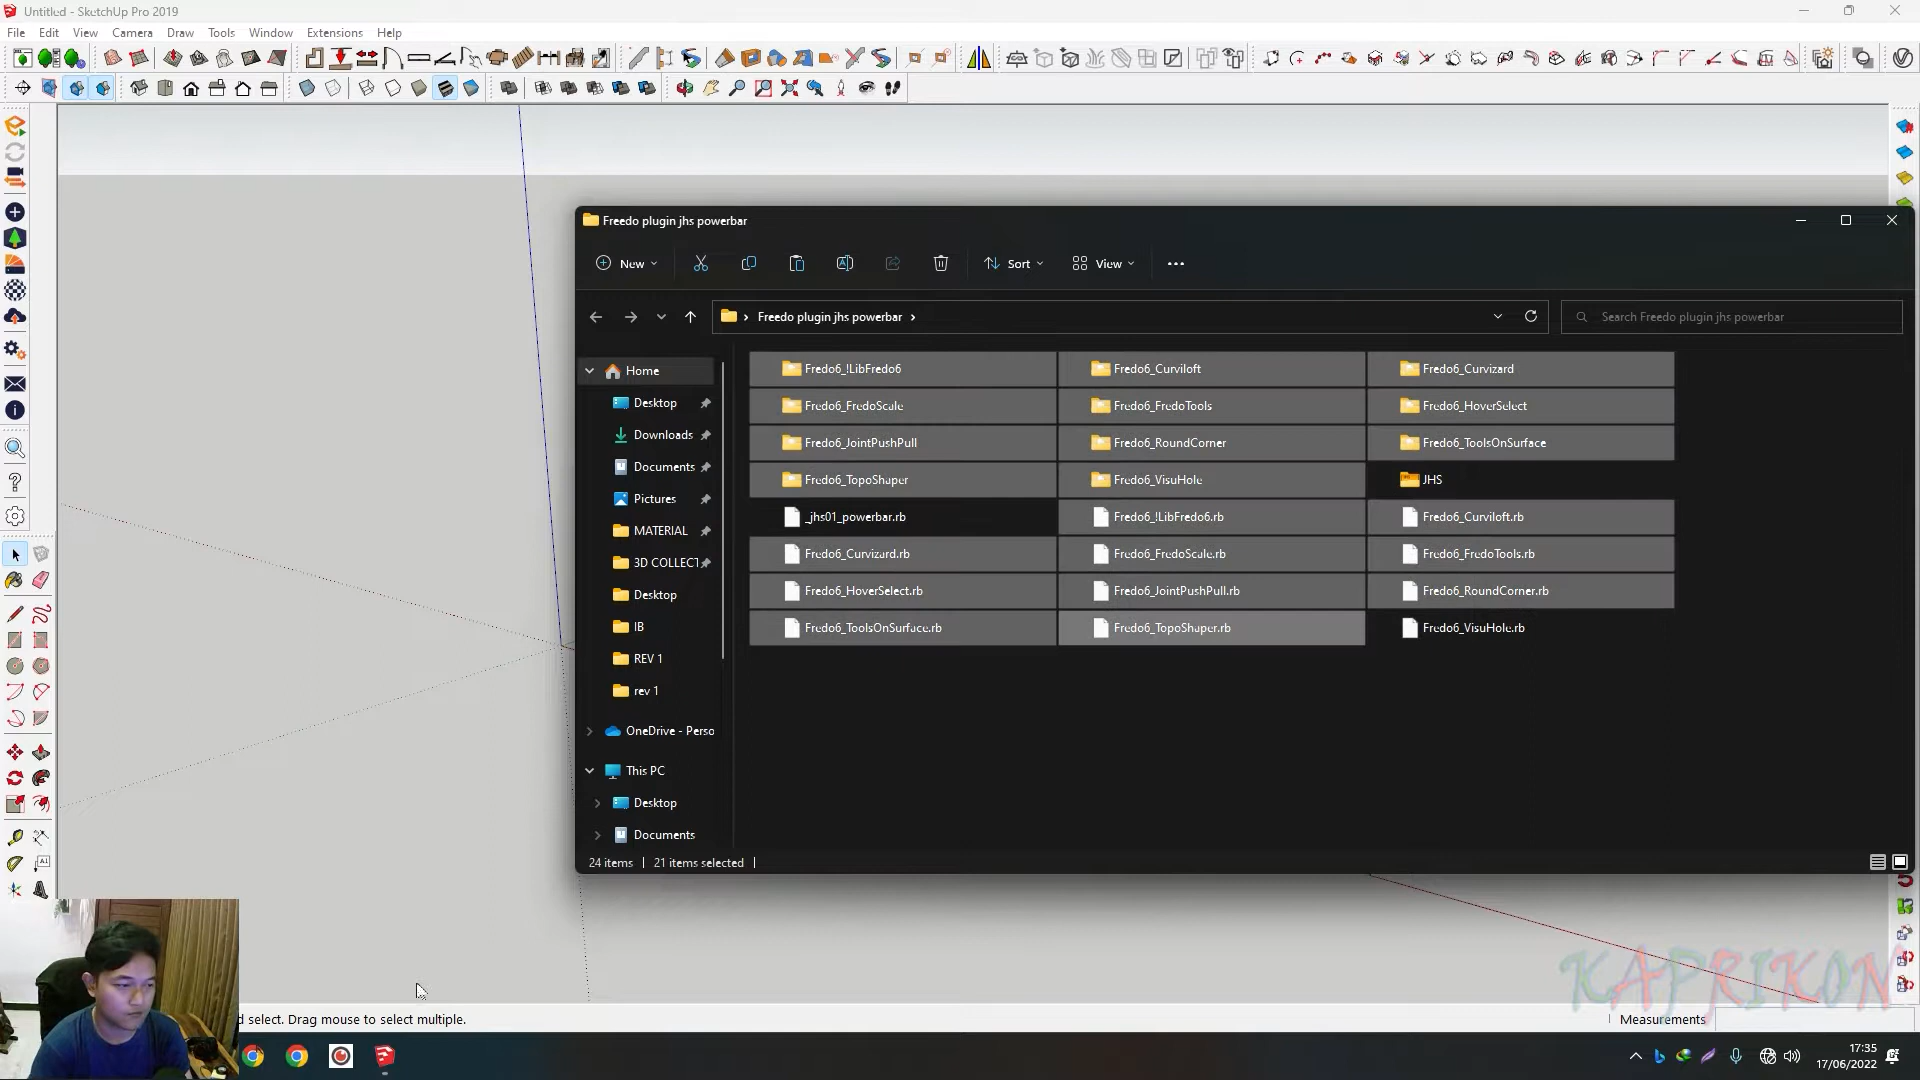 Untitled - SketchUp Pro 2019
File Edit View Camera Draw Tools Window Extensions Help
Freedo plugin jhs powerbar
New Sort View
Freedo plugin jhs powerbar
Search Freedo plugin jhs powerbar
Home
Desktop
Downloads
Documents
Pictures
MATERIAL
3D COLLECT
Desktop
IB
REV 1
rev 1
OneDrive - Perso
This PC
Desktop
Documents
Fredo6_!LibFredo6 Fredo6_Curviloft Fredo6_Curvizard
Fredo6_FredoScale Fredo6_FredoTools Fredo6_HoverSelect
Fredo6_JointPushPull Fredo6_RoundCorner Fredo6_ToolsOnSurface
Fredo6_TopoShaper Fredo6_VisuHole JHS
_jhs01_powerbar.rb Fredo6_!LibFredo6.rb Fredo6_Curviloft.rb
Fredo6_Curvizard.rb Fredo6_FredoScale.rb Fredo6_FredoTools.rb
Fredo6_HoverSelect.rb Fredo6_JointPushPull.rb Fredo6_RoundCorner.rb
Fredo6_ToolsOnSurface.rb Fredo6_TopoShaper.rb Fredo6_VisuHole.rb
24 items 21 items selected
KAPRIKON
d select. Drag mouse to select multiple.
Measurements
17:35
17/06/2022